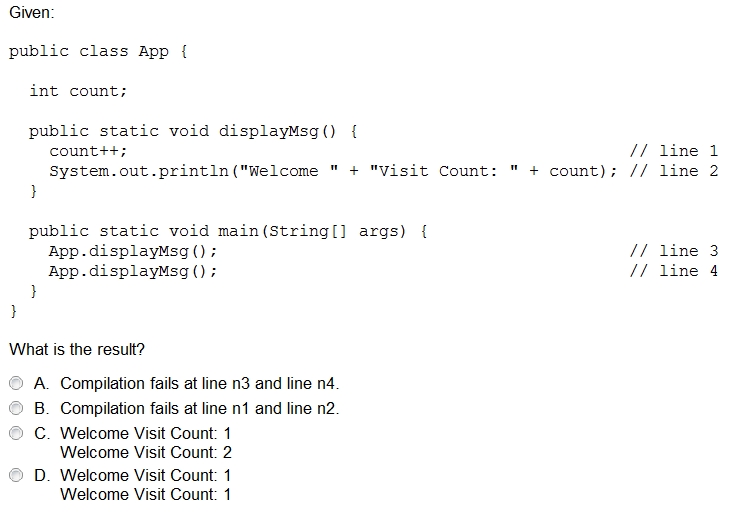 Given:
public class App {
int count;
public static void displayMsg() {
count++; // line 1
System.out.println("Welcome " + "Visit Count: " + count); // line 2
}
public static void main(String[] args) {
App.displayMsg(); // line 3
App.displayMsg(); // line 4
}
}
What is the result?
A. Compilation fails at line n3 and line n4.
B. Compilation fails at line n1 and line n2.
C. Welcome Visit Count: 1
Welcome Visit Count: 2
D. Welcome Visit Count: 1
Welcome Visit Count: 1